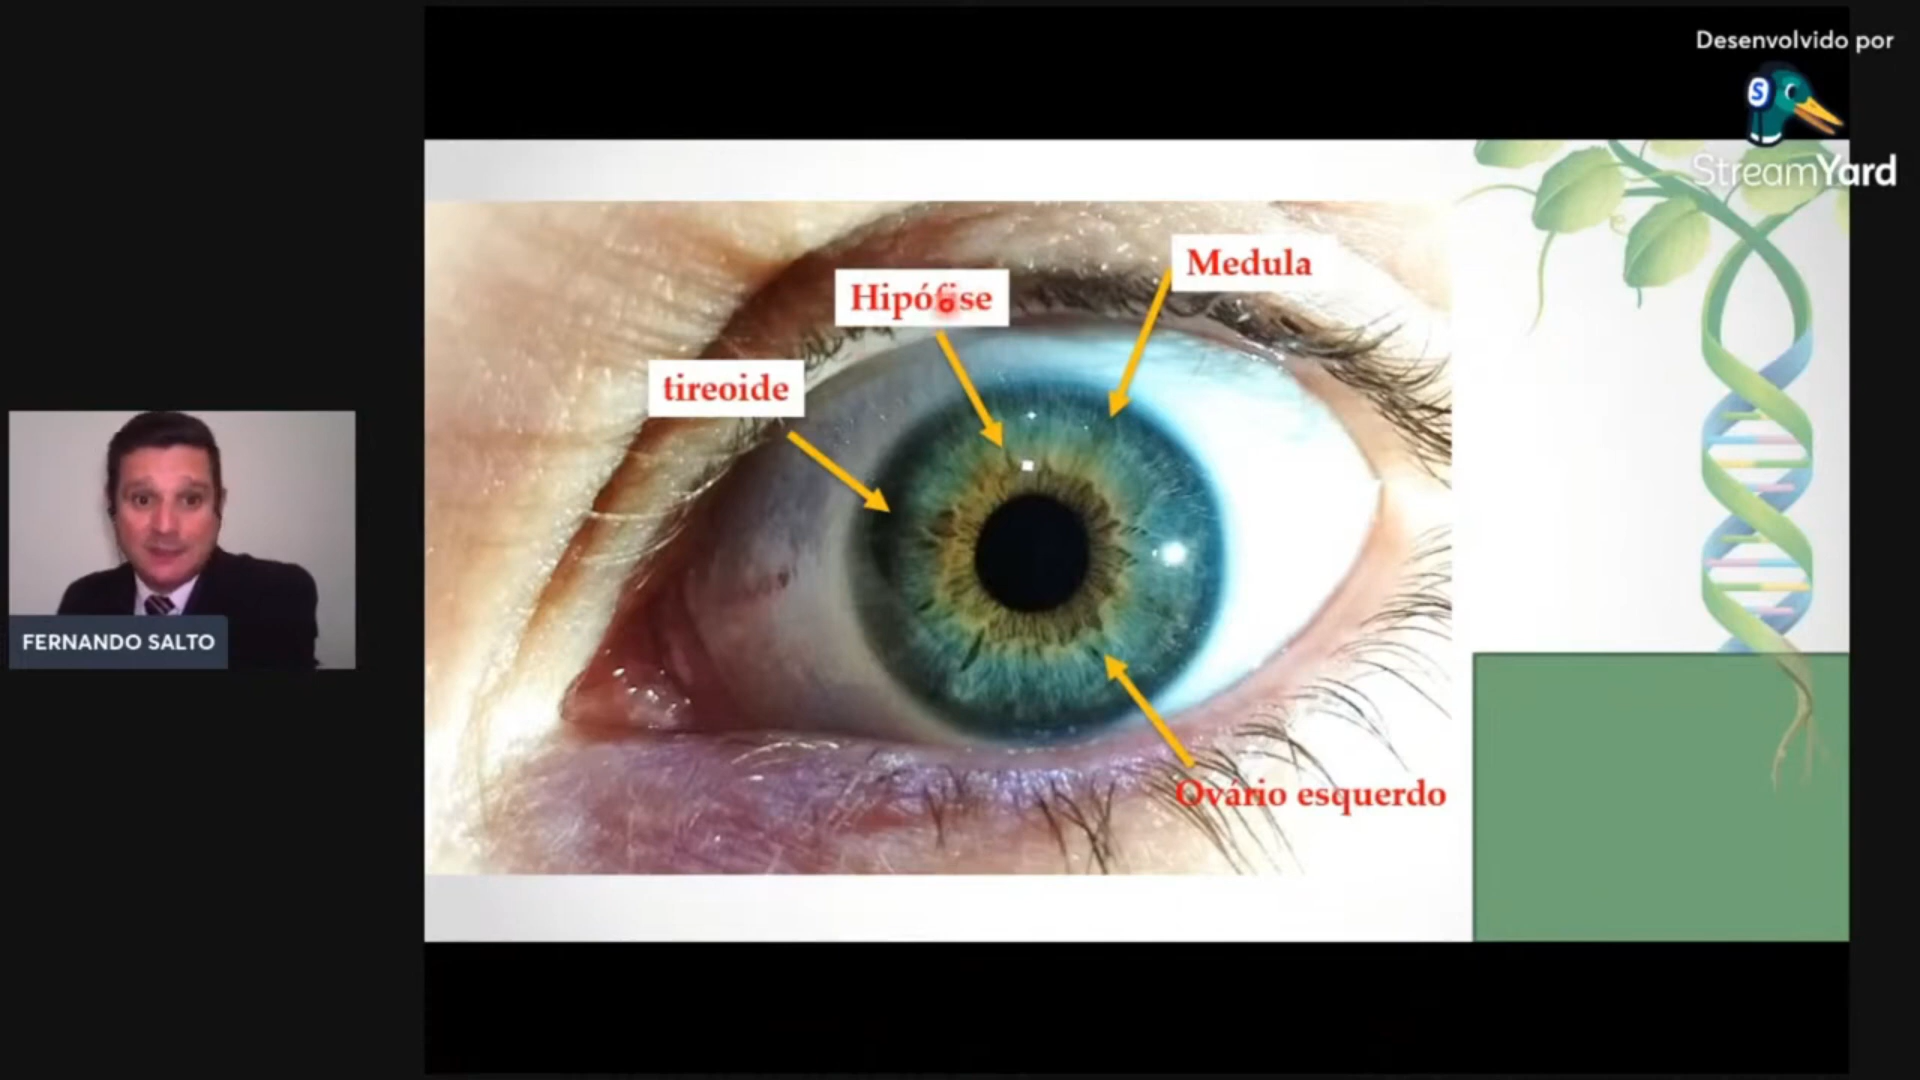 Desenvolvido por
S
StreamYard
Medula
Hipófise
tireoide
FERNANDO SALTO
Ovário esquerdo